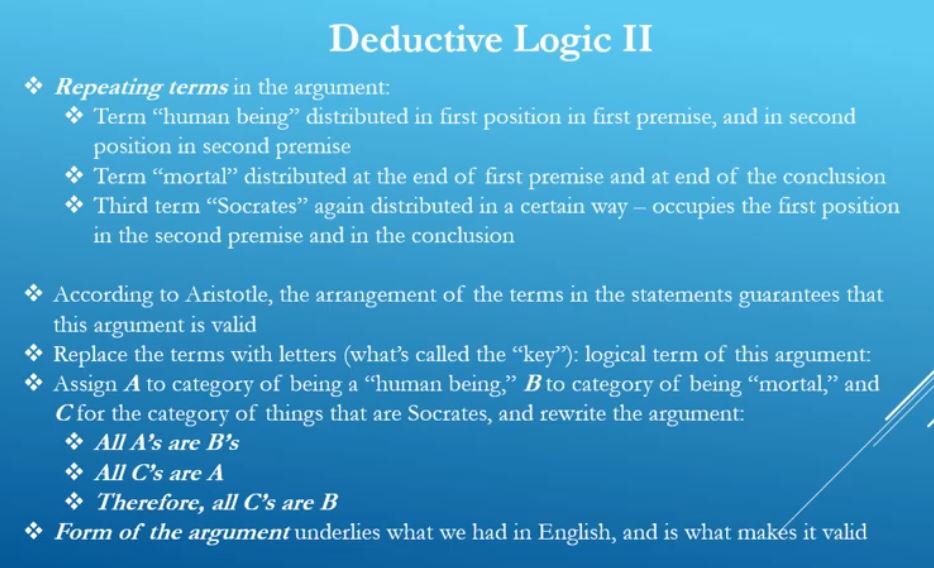 Deductive Logic II
❖ Repeating terms in the argument:
❖ Term “human being” distributed in first position in first premise, and in second
position in second premise
❖ Term “mortal” distributed at the end of first premise and at end of the conclusion
❖ Third term “Socrates” again distributed in a certain way – occupies the first position
in the second premise and in the conclusion
❖ According to Aristotle, the arrangement of the terms in the statements guarantees that
this argument is valid
❖ Replace the terms with letters (what’s called the “key”): logical term of this argument:
❖ Assign A to category of being a “human being,” B to category of being “mortal,” and
C for the category of things that are Socrates, and rewrite the argument:
❖ All A’s are B’s
❖ All C’s are A
❖ Therefore, all C’s are B
❖ Form of the argument underlies what we had in English, and is what makes it valid